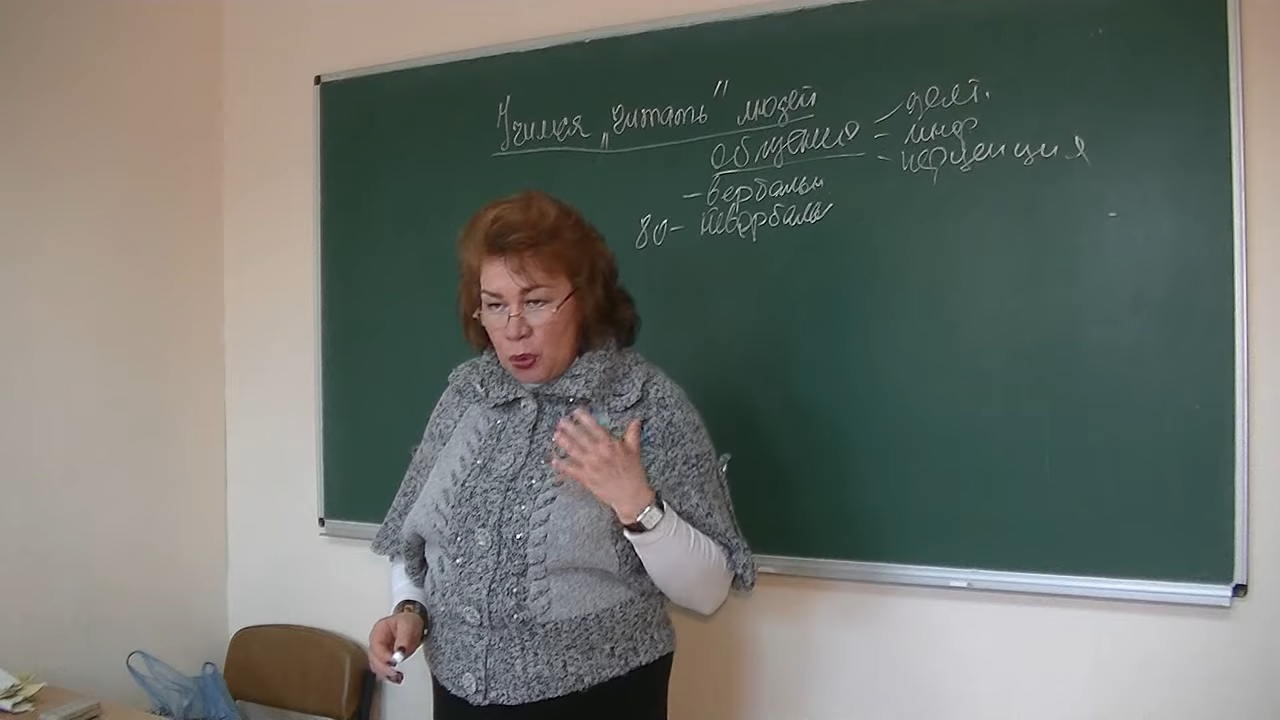 Учимся „Читать" людей
общение - деят.
- инф
- перцепция
- вербальн
80 - невербальн